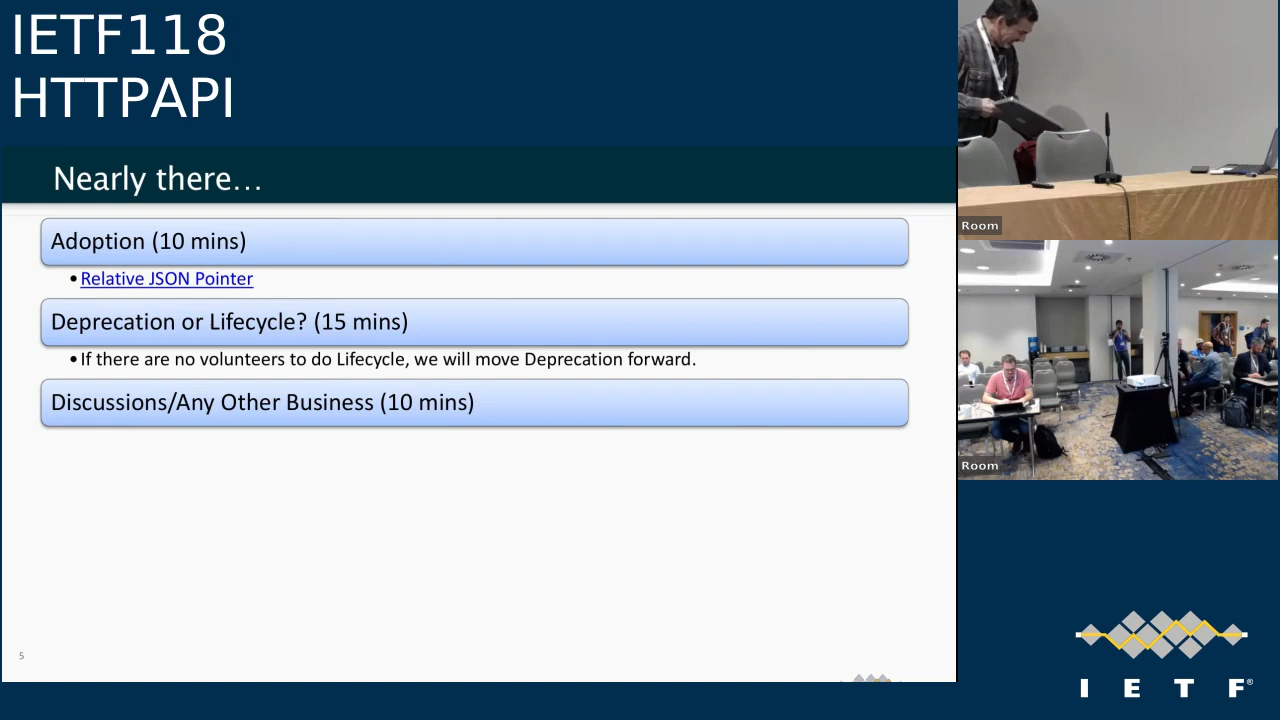 IETF118
HTTPAPI
Nearly there…
Adoption (10 mins)
• Relative JSON Pointer
Deprecation or Lifecycle? (15 mins)
• If there are no volunteers to do Lifecycle, we will move Deprecation forward.
Discussions/Any Other Business (10 mins)
5
Room
Room
I E T F®